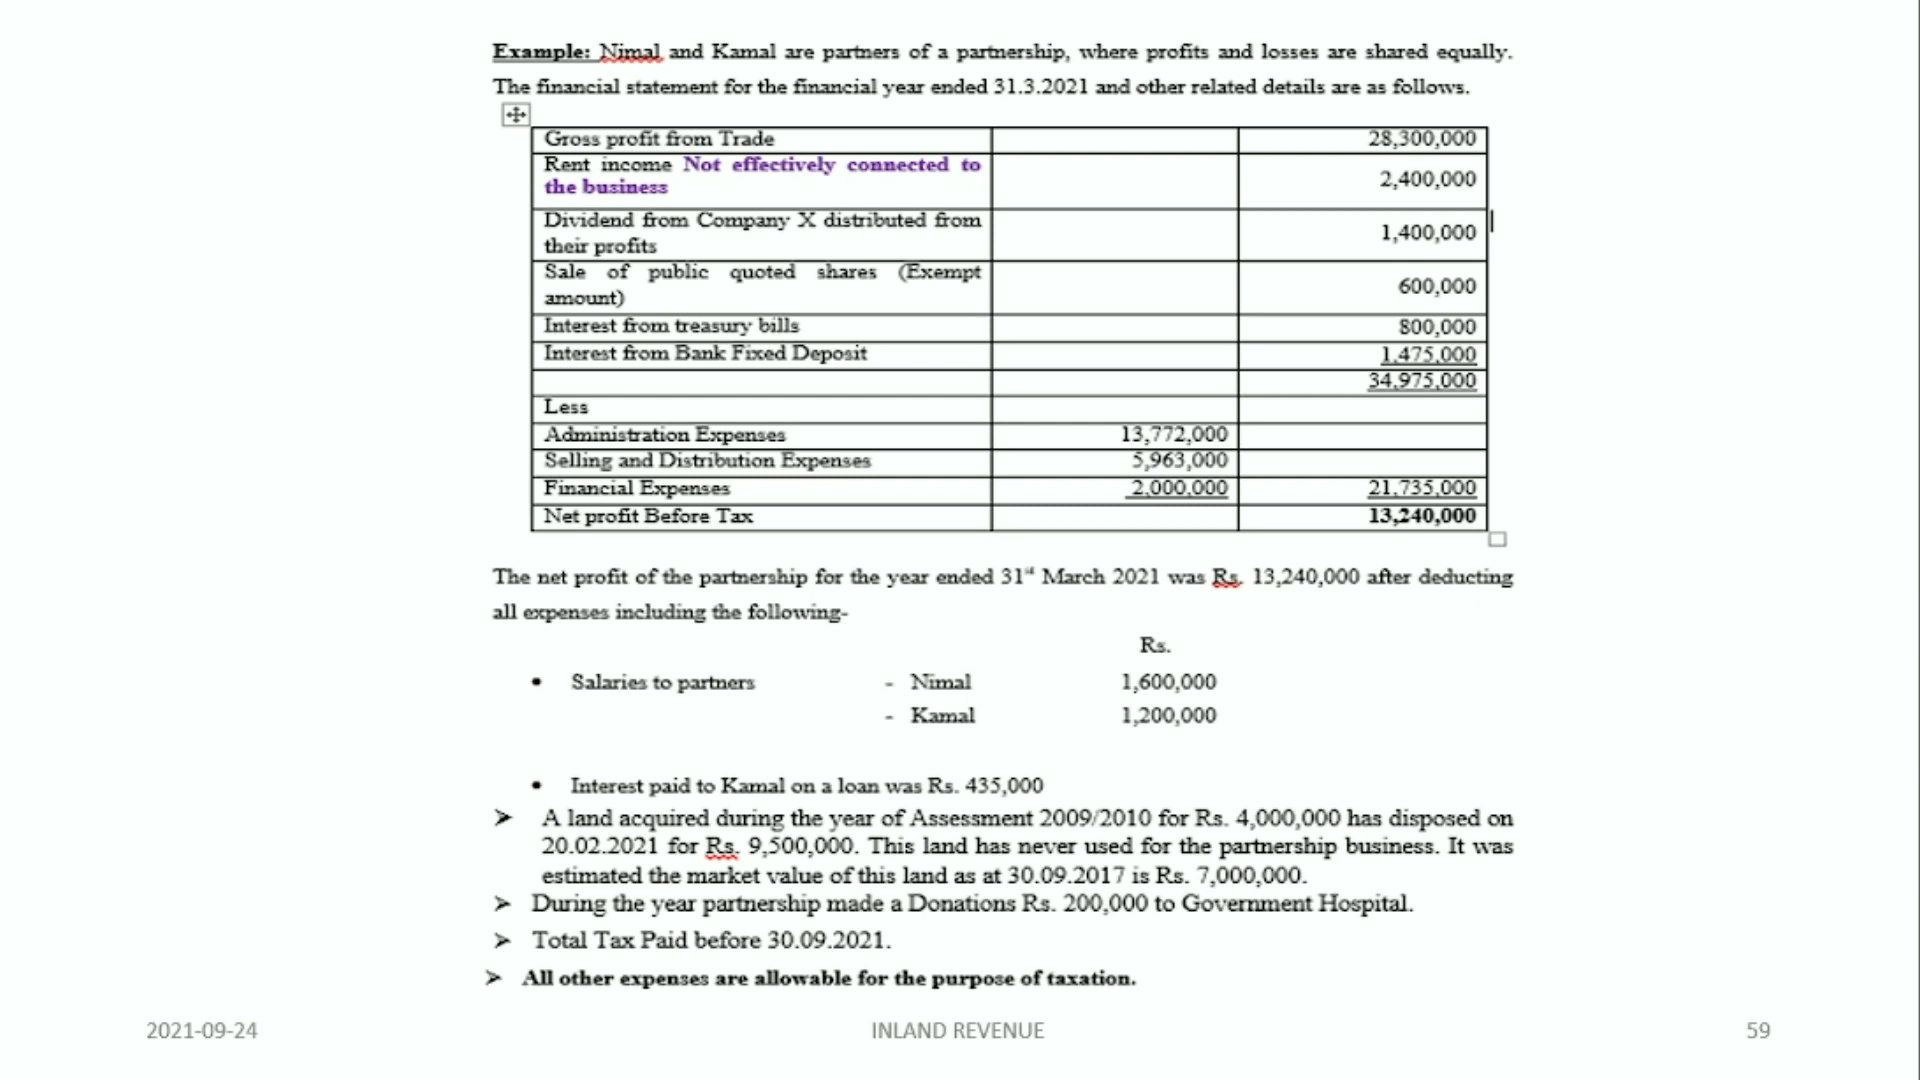 Example: Nimal and Kamal are partners of a partnership, where profits and losses are shared equally.
The financial statement for the financial year ended 31.3.2021 and other related details are as follows.
Gross profit from Trade 28,300,000
Rent income Not effectively connected to
the business 2,400,000
Dividend from Company X distributed from
their profits 1,400,000
Sale of public quoted shares (Exempt
amount) 600,000
Interest from treasury bills 800,000
Interest from Bank Fixed Deposit 1,475,000
34,975,000
Less
Administration Expenses 13,772,000
Selling and Distribution Expenses 5,963,000
Financial Expenses 2,000,000 21,735,000
Net profit Before Tax 13,240,000
The net profit of the partnership for the year ended 31st March 2021 was Rs. 13,240,000 after deducting
all expenses including the following-
Rs.
• Salaries to partners - Nimal 1,600,000
- Kamal 1,200,000
• Interest paid to Kamal on a loan was Rs. 435,000
➢ A land acquired during the year of Assessment 2009/2010 for Rs. 4,000,000 has disposed on
20.02.2021 for Rs. 9,500,000. This land has never used for the partnership business. It was
estimated the market value of this land as at 30.09.2017 is Rs. 7,000,000.
➢ During the year partnership made a Donations Rs. 200,000 to Government Hospital.
➢ Total Tax Paid before 30.09.2021.
➢ All other expenses are allowable for the purpose of taxation.
2021-09-24 INLAND REVENUE 59